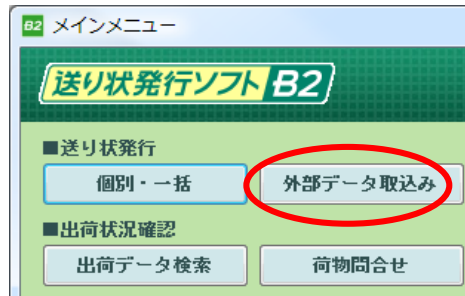 B2 メインメニュー
送り状発行ソフト B2
■送り状発行
個別・一括 外部データ取込み
■出荷状況確認
出荷データ検索 荷物問合せ